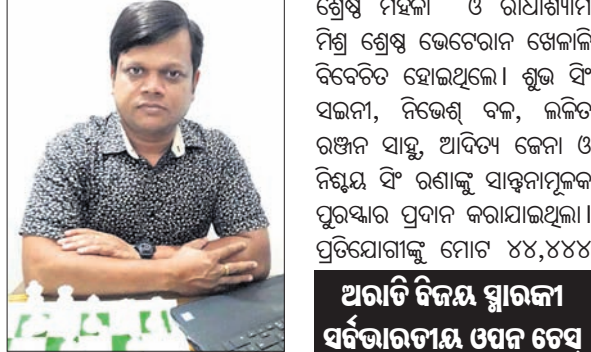 ଶ୍ରେଷ୍ଠ ମହିଳା ଓ ରାଧାଶ୍ୟାମ
ମିଶ୍ର ଶ୍ରେଷ୍ଠ ଭେଟେରାନ ଖେଳାଳି
ବିବେଚିତ ହୋଇଥିଲେ। ଶୁଭ ସିଂ
ସଇନୀ, ନିଭେଶ୍ ବଳ, ଲଳିତ
ରଞ୍ଜନ ସାହୁ, ଆଦିତ୍ୟ ଜେନା ଓ
ନିଶ୍ଚୟ ସିଂ ରଣାଙ୍କୁ ସାନ୍ତ୍ୱନାମୂଳକ
ପୁରସ୍କାର ପ୍ରଦାନ କରାଯାଇଥିଲା।
ପ୍ରତିଯୋଗୀଙ୍କୁ ମୋଟ ୪୪,୪୪୪
ଅରାତି ବିଜୟ ସ୍ମାରକୀ
ସର୍ବଭାରତୀୟ ଓପନ ଚେସ୍